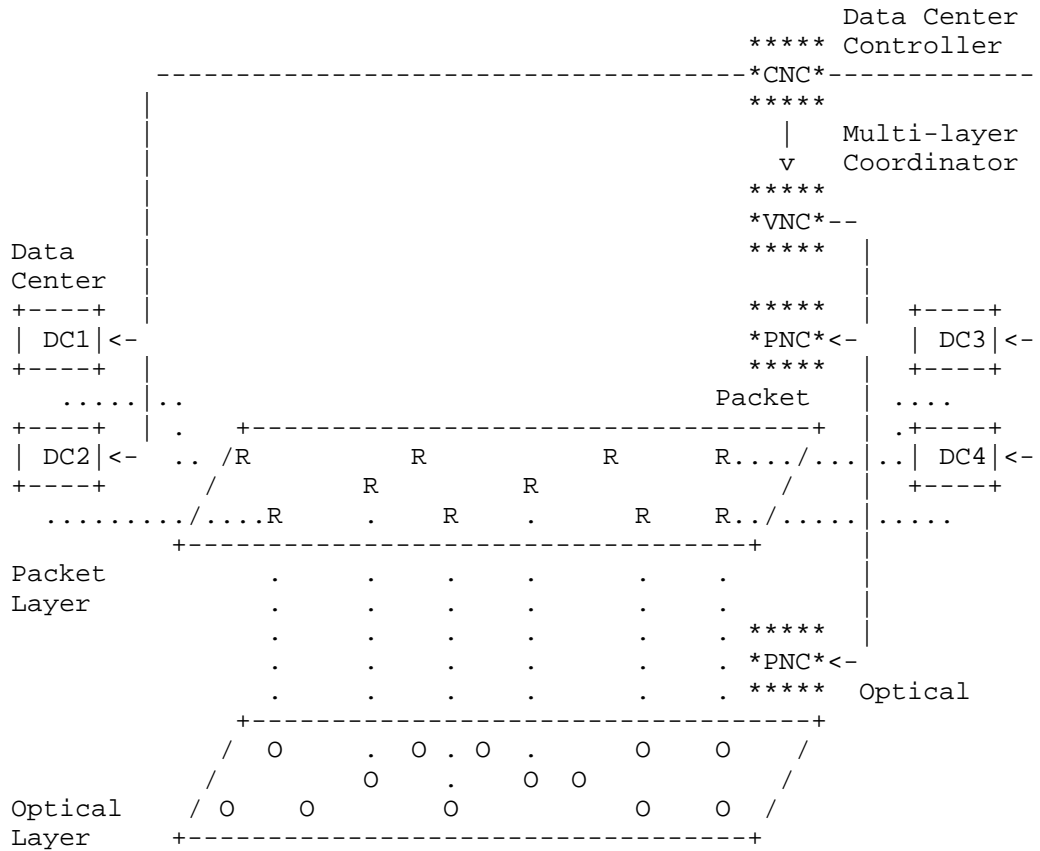 Data Center
                                              ***** Controller
         -------------------------------------*CNC*-------------
        |                                     *****
        |                                       |   Multi-layer
        |                                       v   Coordinator
        |                                     *****
        |                                     *VNC*--
Data    |                                     *****  |
Center  |                                            |
+----+  |                                     *****  |  +----+
| DC1|<-                                      *PNC*<-   | DC3|<-
+----+  |                                     *****  |  +----+
   .....|..                                 Packet   | ....
+----+  | .   +-----------------------------------+  | .+----+
| DC2|<-  .. /R          R           R      R..../...|..| DC4|<-
+----+      /         R         R               /    |  +----+
  ........./....R     .    R    .      R    R../.....|.....
          +-----------------------------------+      |
Packet          .     .    .    .      .    .        |
Layer           .     .    .    .      .    .        |
                .     .    .    .      .    . *****  |
                .     .    .    .      .    . *PNC*<-
                .     .    .    .      .    . *****  Optical
              +-----------------------------------+
             /  O     .  O . O  .      O    O    /
            /         O    .    O  O            /
Optical    / O    O        O           O    O  /
Layer     +-----------------------------------+